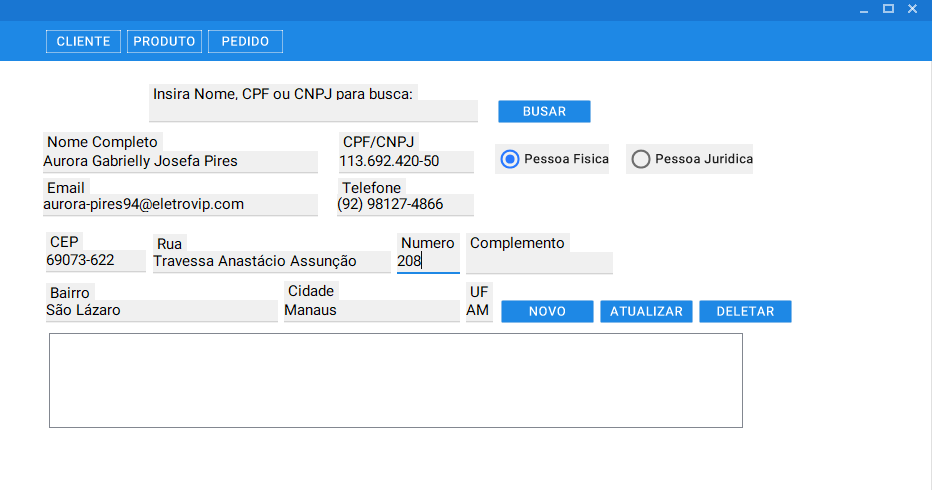 CLIENTE PRODUTO PEDIDO
Insira Nome, CPF ou CNPJ para busca:
BUSAR
Nome Completo CPF/CNPJ
Aurora Gabrielly Josefa Pires 113.692.420-50 Pessoa Fisica Pessoa Juridica
Email Telefone
aurora-pires94@eletrovip.com (92) 98127-4866
CEP Rua Numero Complemento
69073-622 Travessa Anastácio Assunção 208
Bairro Cidade UF
São Lázaro Manaus AM NOVO ATUALIZAR DELETAR